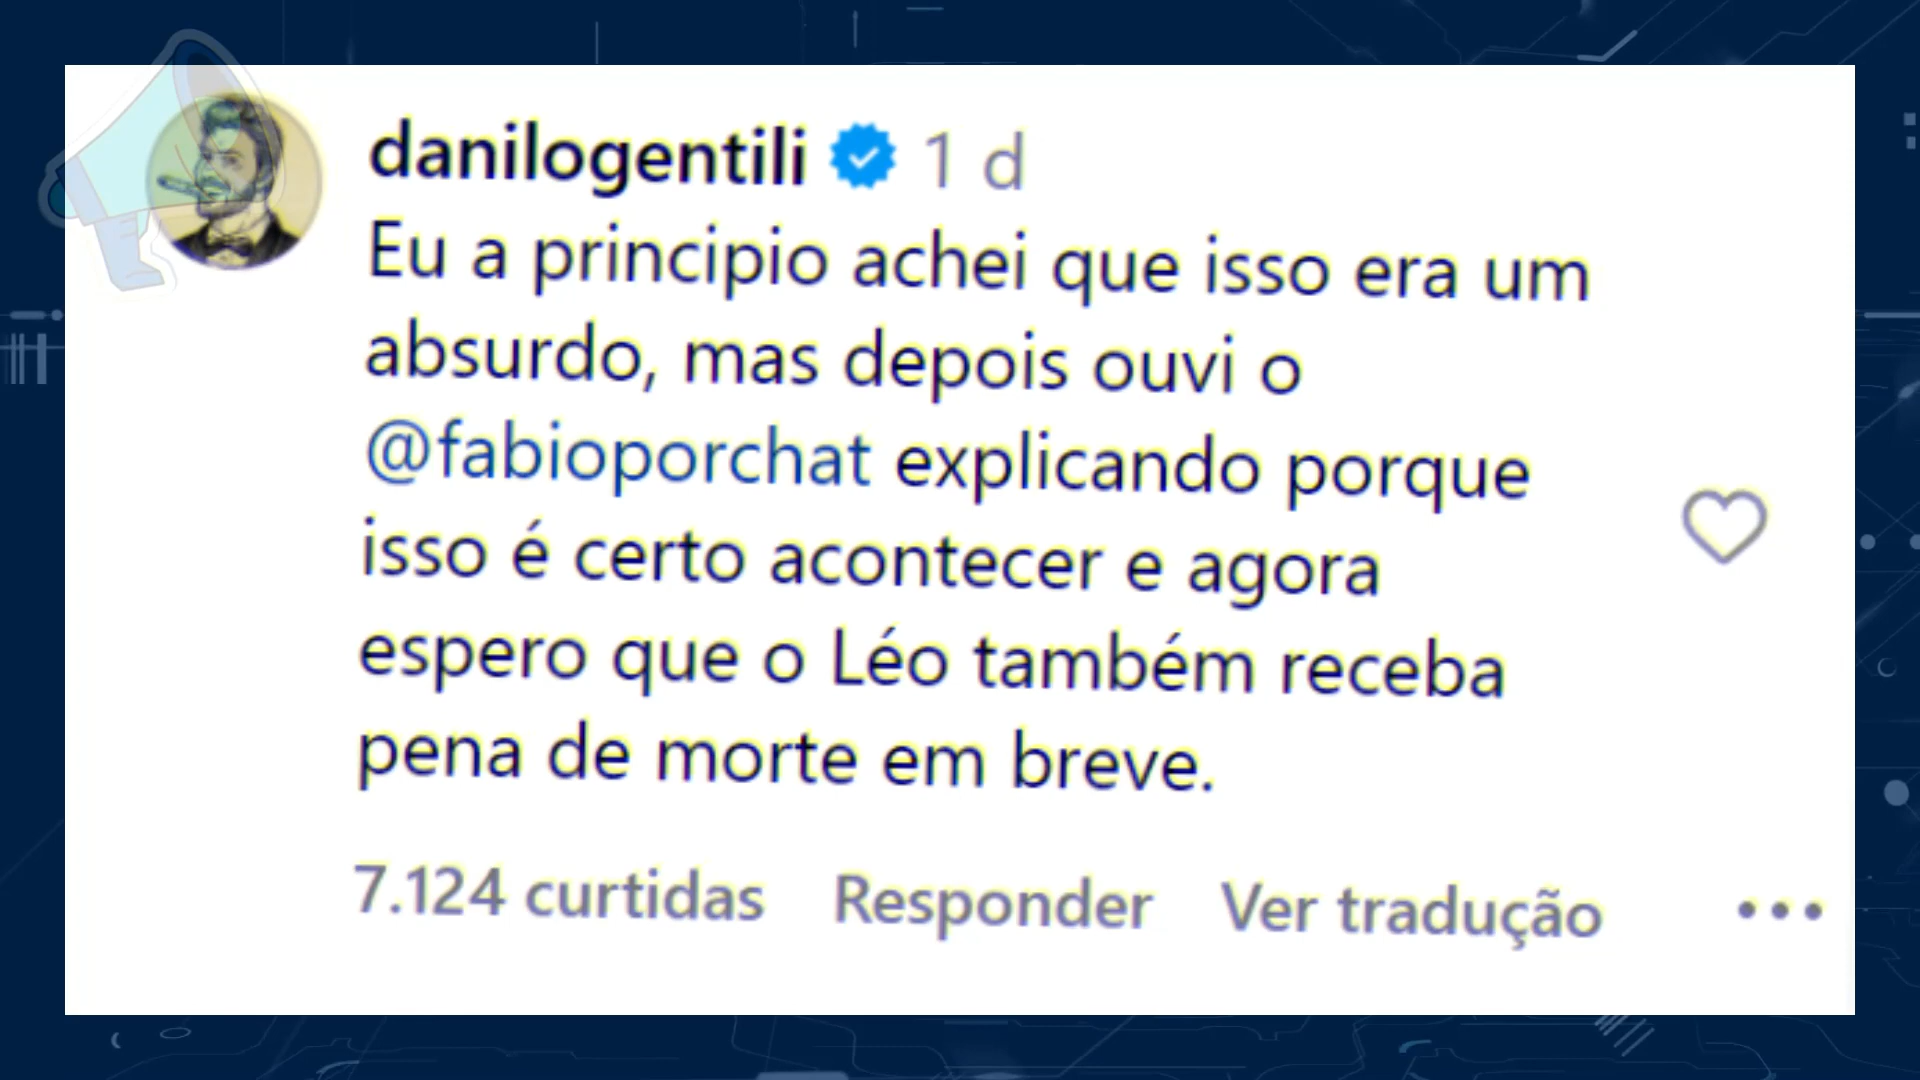 danilogentili 1 d
Eu a principio achei que isso era um
absurdo, mas depois ouvi o
@fabioporchat explicando porque
isso é certo acontecer e agora
espero que o Léo também receba
pena de morte em breve.
7.124 curtidas Responder Ver tradução